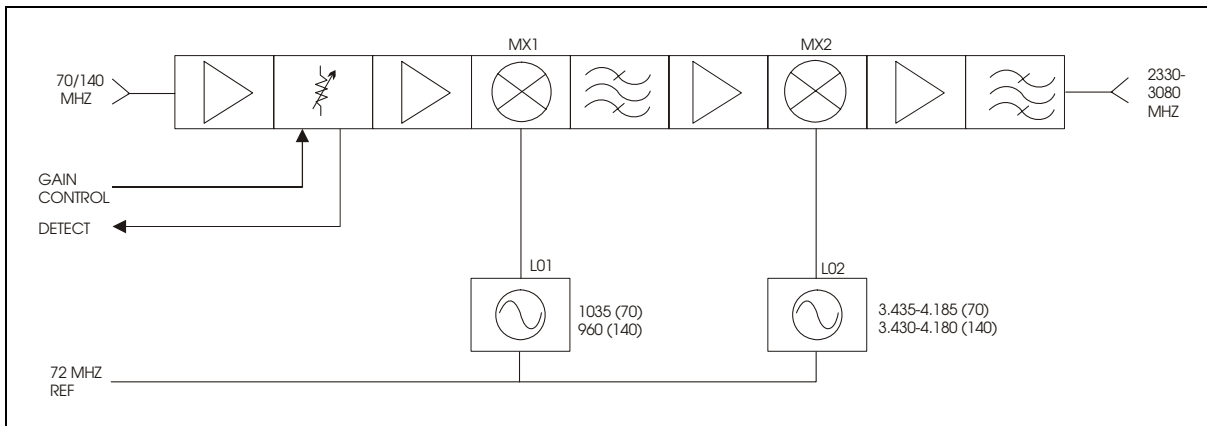 MX1
MX2
70/140
MHZ
2330-
3080
MHZ
GAIN
CONTROL
DETECT
L01
L02
1035 (70)
960 (140)
3.435-4.185 (70)
3.430-4.180 (140)
72 MHZ
REF